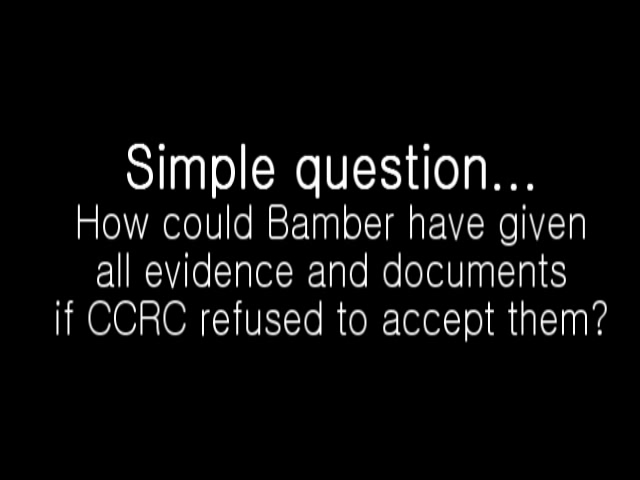 Simple question...
How could Bamber have given
all evidence and documents
if CCRC refused to accept them?